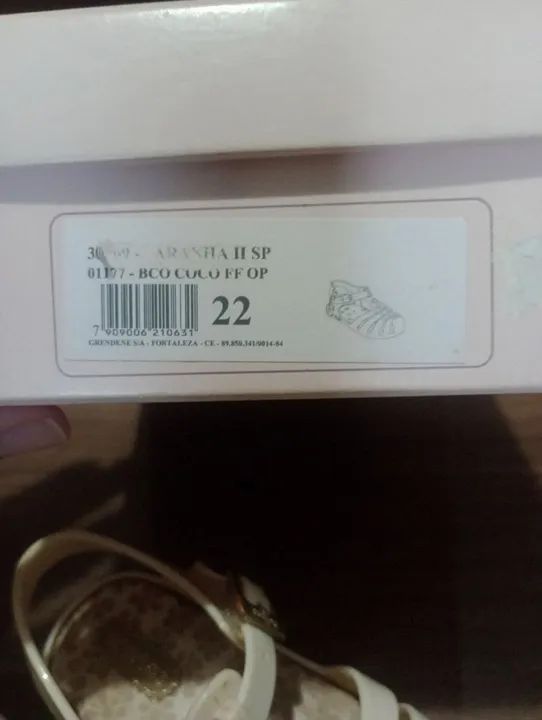 ARANHA II SP
01177 - BCO COCO FF OP
22
7 909006 210631
GRENDENE S/A - FORTALEZA - CE - 89.850.341/0014-84